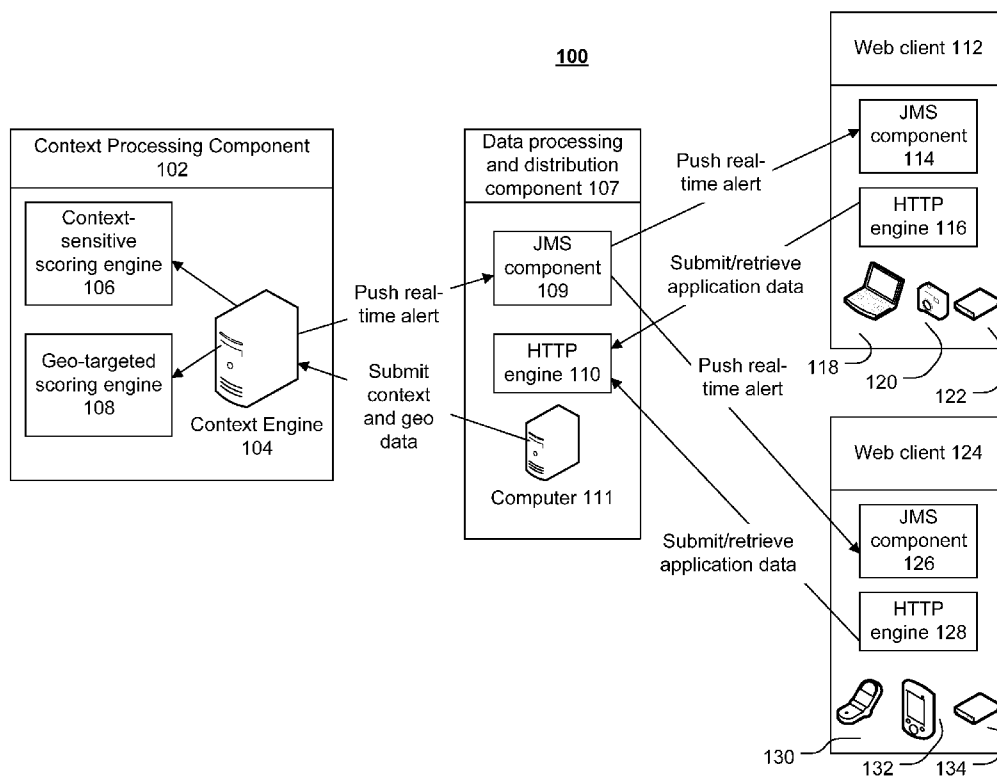 100
Context Processing Component
102
Context-
sensitive
scoring engine
106
Geo-targeted
scoring engine
108
Context Engine
104
Push real-
time alert
Submit
context
and geo
data
Data processing
and distribution
component 107
JMS
component
109
HTTP
engine 110
Computer 111
Push real-
time alert
Submit/retrieve
application data
Push real-
time alert
Submit/retrieve
application data
Web client 112
JMS
component
114
HTTP
engine 116
118
120
122
Web client 124
JMS
component
126
HTTP
engine 128
130
132
134